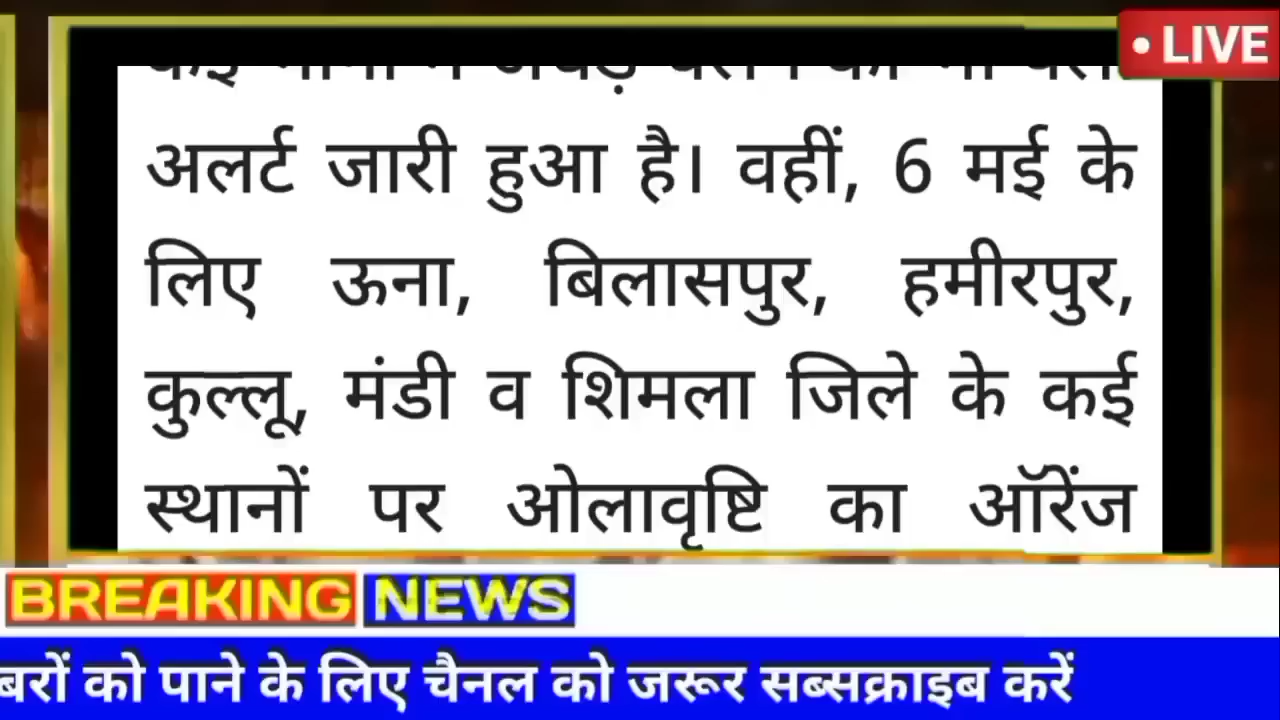 LIVE
अलर्ट जारी हुआ है। वहीं, 6 मई के
लिए ऊना, बिलासपुर, हमीरपुर,
कुल्लू, मंडी व शिमला जिले के कई
स्थानों पर ओलावृष्टि का ऑरेंज
BREAKING NEWS
बरों को पाने के लिए चैनल को जरूर सब्सक्राइब करें